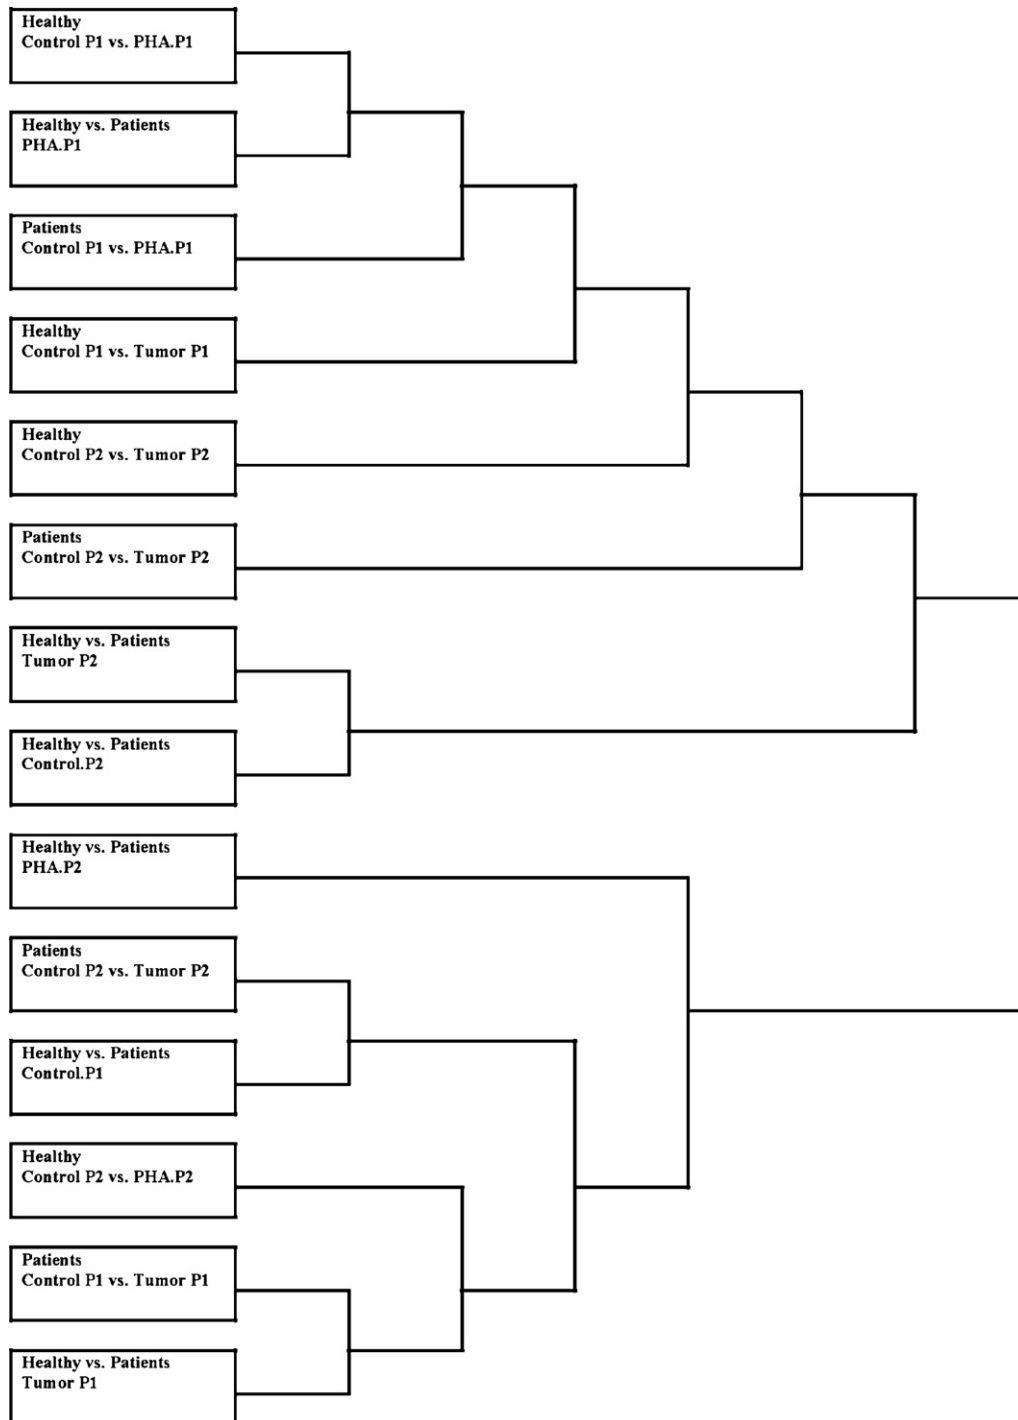 Healthy
Control P1 vs. PHA.P1
Healthy vs. Patients
PHA.P1
Patients
Control P1 vs. PHA.P1
Healthy
Control P1 vs. Tumor P1
Healthy
Control P2 vs. Tumor P2
Patients
Control P2 vs. Tumor P2
Healthy vs. Patients
Tumor P2
Healthy vs. Patients
Control.P2
Healthy vs. Patients
PHA.P2
Patients
Control P2 vs. Tumor P2
Healthy vs. Patients
Control.P1
Healthy
Control P2 vs. PHA.P2
Patients
Control P1 vs. Tumor P1
Healthy vs. Patients
Tumor P1